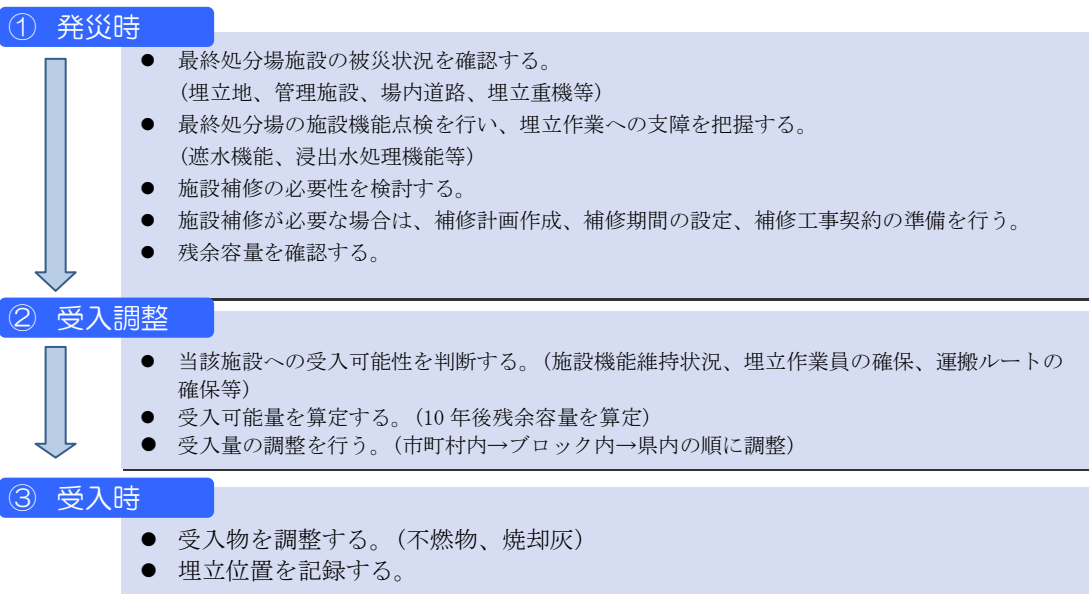 ① 発災時
● 最終処分場施設の被災状況を確認する。
(埋立地、管理施設、場内道路、埋立重機等)
● 最終処分場の施設機能点検を行い、埋立作業への支障を把握する。
(遮水機能、浸出水処理機能等)
● 施設補修の必要性を検討する。
● 施設補修が必要な場合は、補修計画作成、補修期間の設定、補修工事契約の準備を行う。
● 残余容量を確認する。
② 受入調整
● 当該施設への受入可能性を判断する。(施設機能維持状況、埋立作業員の確保、運搬ルートの
確保等)
● 受入可能量を算定する。(10 年後残余容量を算定)
● 受入量の調整を行う。(市町村内→ブロック内→県内の順に調整)
③ 受入時
● 受入物を調整する。(不燃物、焼却灰)
● 埋立位置を記録する。